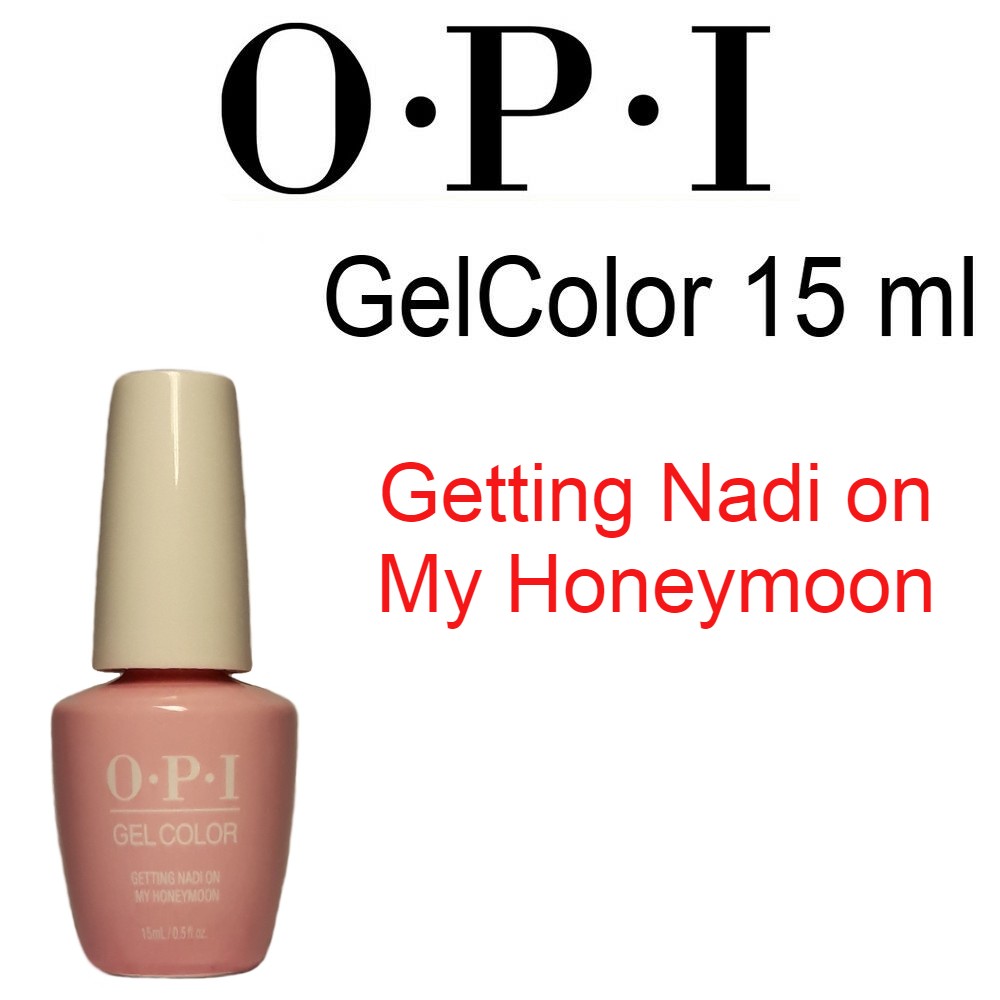 O·P·I
GelColor 15 ml
Getting Nadi on
My Honeymoon
O·P·I
GELCOLOR
GETTING NADI ON
MY HONEYMOON
15mL / 0.5 fl oz.